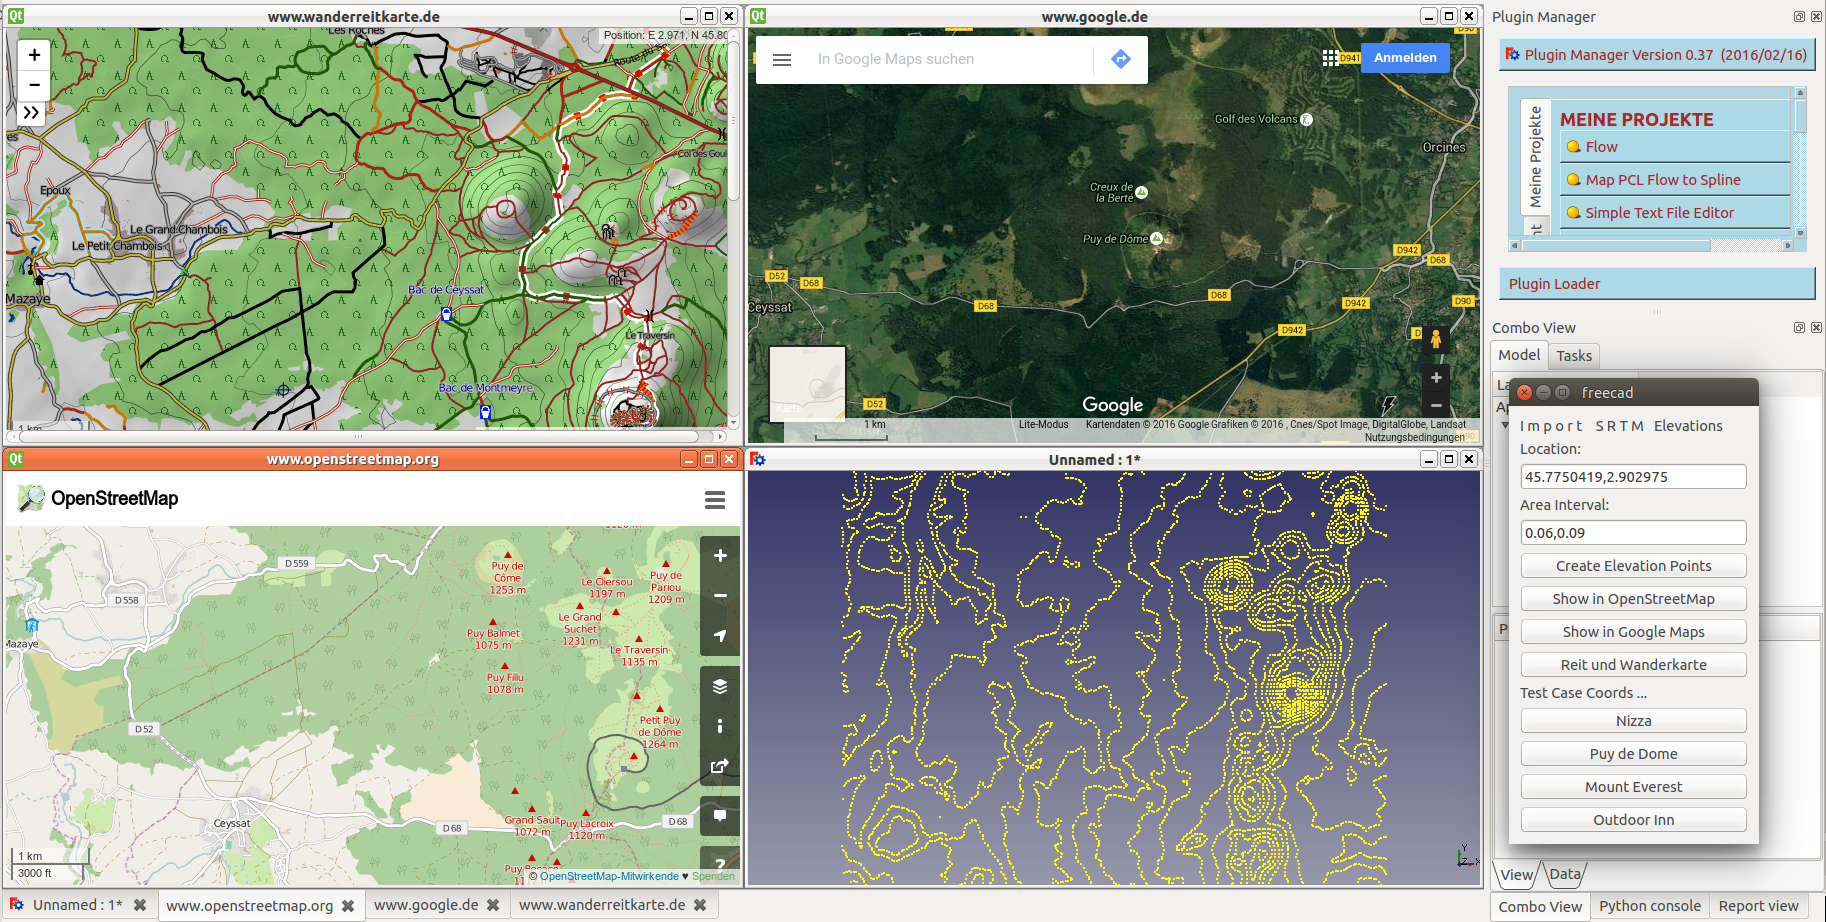 www.wanderreitkarte.de
Les Roches
Position: E 2.971, N 45.80
Route du
+
−
>>
Col des Goul
Epoux
Le Grand Chambois
Le Petit Chambois
Mazaye
Bac de Ceyssat
Le Traversin
Bac de Montmeyre
1 km
www.google.de
In Google Maps suchen
D941
Anmelden
Golf des Volcans
Orcines
Creux de
la Berté
Puy de Dôme
D942
D68
D52
D68
Ceyssat
D68
D68
D942
D90
D942
D52
Karte
Google
1 km
Lite-Modus
Kartendaten © 2016 Google Grafiken © 2016 , Cnes/Spot Image, DigitalGlobe, Landsat
Nutzungsbedingungen
www.openstreetmap.org
OpenStreetMap
D 559
D 558
Mazaye
D 52
Puy de
Côme
1253 m
Le Cliersou
1197 m
Puy de
Pariou
1209 m
Le Grand
Suchet
1231 m
Puy Balmet
1075 m
Le Traversin
1135 m
Puy Fillu
1078 m
Petit Puy
de Dôme
1264 m
Ceyssat
D 68
Grand Sault
1072 m
Puy Lacroix
1120 m
D 68
1 km
3000 ft
© OpenStreetMap-Mitwirkende ♥ Spenden
Unnamed : 1*
Y
Z
X
Plugin Manager
Plugin Manager Version 0.37 (2016/02/16)
Meine Projekte
MEINE PROJEKTE
Flow
Map PCL Flow to Spline
Simple Text File Editor
Plugin Loader
Combo View
Model
Tasks
freecad
Import SRTM Elevations
Location:
45.7750419,2.902975
Area Interval:
0.06,0.09
Create Elevation Points
Show in OpenStreetMap
Show in Google Maps
Reit und Wanderkarte
Test Case Coords ...
Nizza
Puy de Dome
Mount Everest
Outdoor Inn
View
Data
Unnamed : 1*
www.openstreetmap.org
www.google.de
www.wanderreitkarte.de
Combo View
Python console
Report view